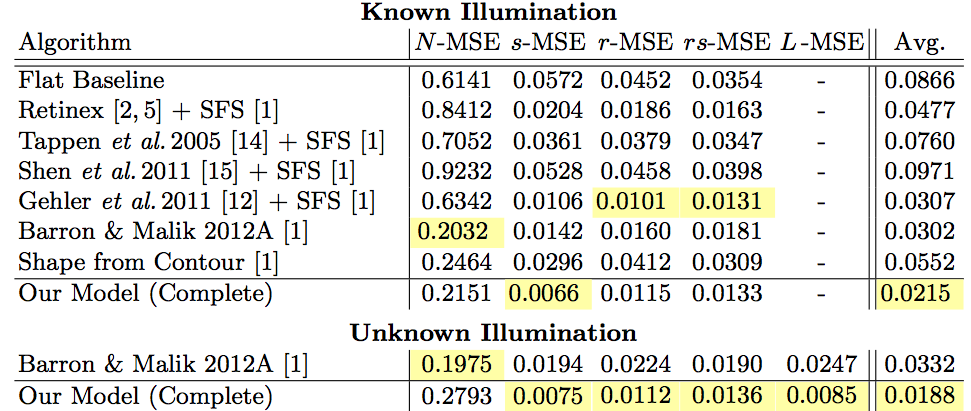 Known Illumination
Algorithm N-MSE s-MSE r-MSE rs-MSE L-MSE Avg.
Flat Baseline 0.6141 0.0572 0.0452 0.0354 - 0.0866
Retinex [2, 5] + SFS [1] 0.8412 0.0204 0.0186 0.0163 - 0.0477
Tappen et al. 2005 [14] + SFS [1] 0.7052 0.0361 0.0379 0.0347 - 0.0760
Shen et al. 2011 [15] + SFS [1] 0.9232 0.0528 0.0458 0.0398 - 0.0971
Gehler et al. 2011 [12] + SFS [1] 0.6342 0.0106 0.0101 0.0131 - 0.0307
Barron & Malik 2012A [1] 0.2032 0.0142 0.0160 0.0181 - 0.0302
Shape from Contour [1] 0.2464 0.0296 0.0412 0.0309 - 0.0552
Our Model (Complete) 0.2151 0.0066 0.0115 0.0133 - 0.0215
Unknown Illumination
Barron & Malik 2012A [1] 0.1975 0.0194 0.0224 0.0190 0.0247 0.0332
Our Model (Complete) 0.2793 0.0075 0.0112 0.0136 0.0085 0.0188